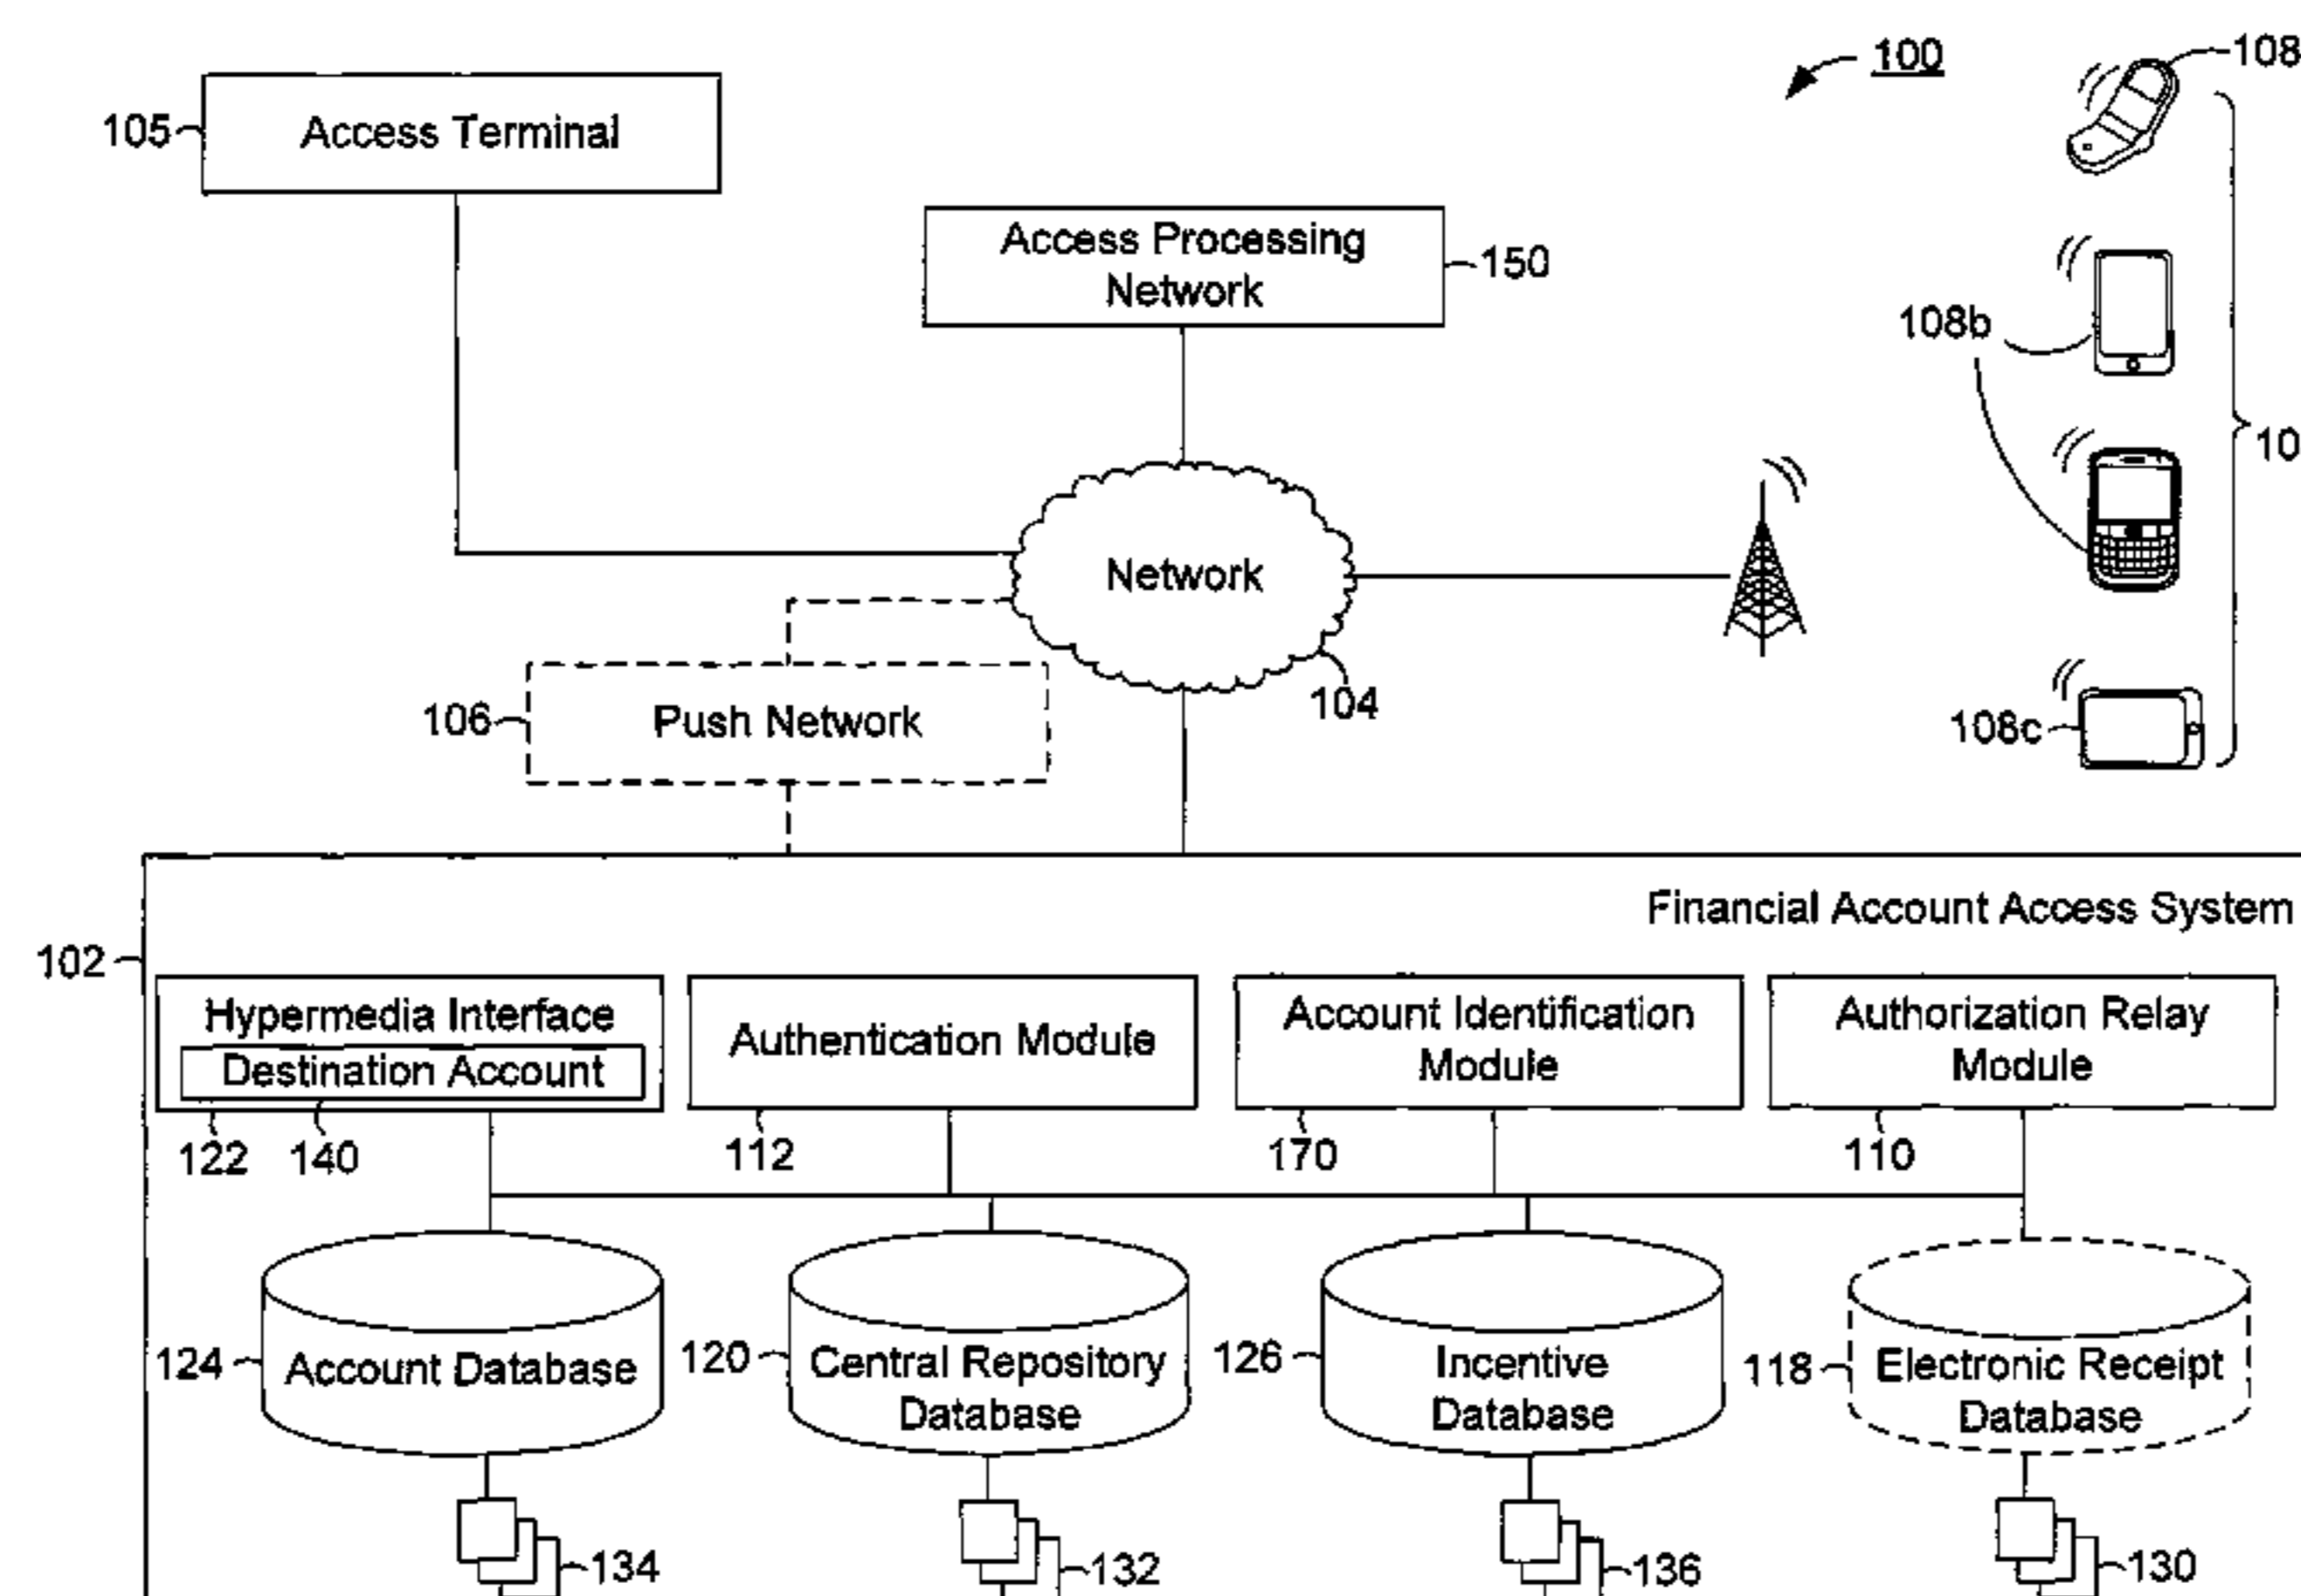 100
108
105
Access Terminal
Access Processing
Network
150
108b
10
Network
104
106
Push Network
108c
Financial Account Access System
102
Hypermedia Interface
Destination Account
Authentication Module
Account Identification
Module
Authorization Relay
Module
122
140
112
170
110
124
Account Database
120
Central Repository
Database
126
Incentive
Database
118
Electronic Receipt
Database
134
132
136
130